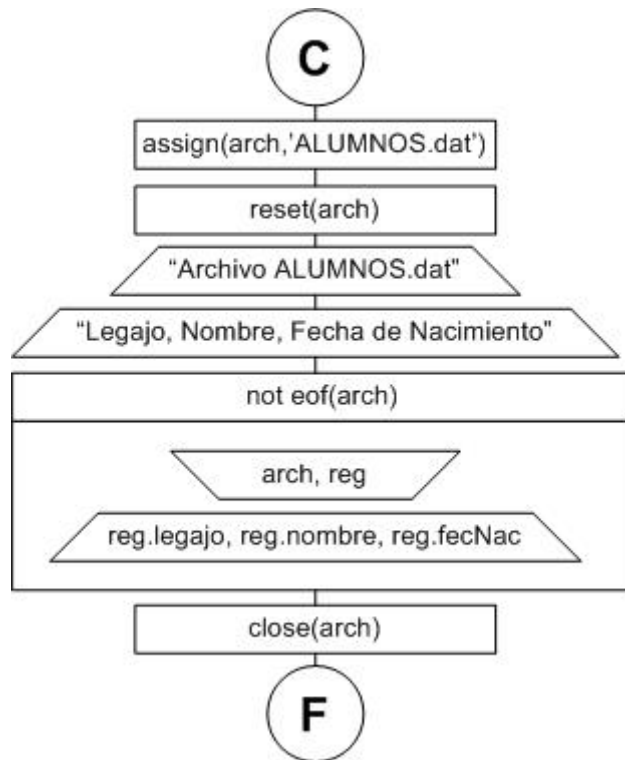 C
assign(arch,'ALUMNOS.dat')
reset(arch)
“Archivo ALUMNOS.dat”
“Legajo, Nombre, Fecha de Nacimiento”
not eof(arch)
arch, reg
reg.legajo, reg.nombre, reg.fecNac
close(arch)
F